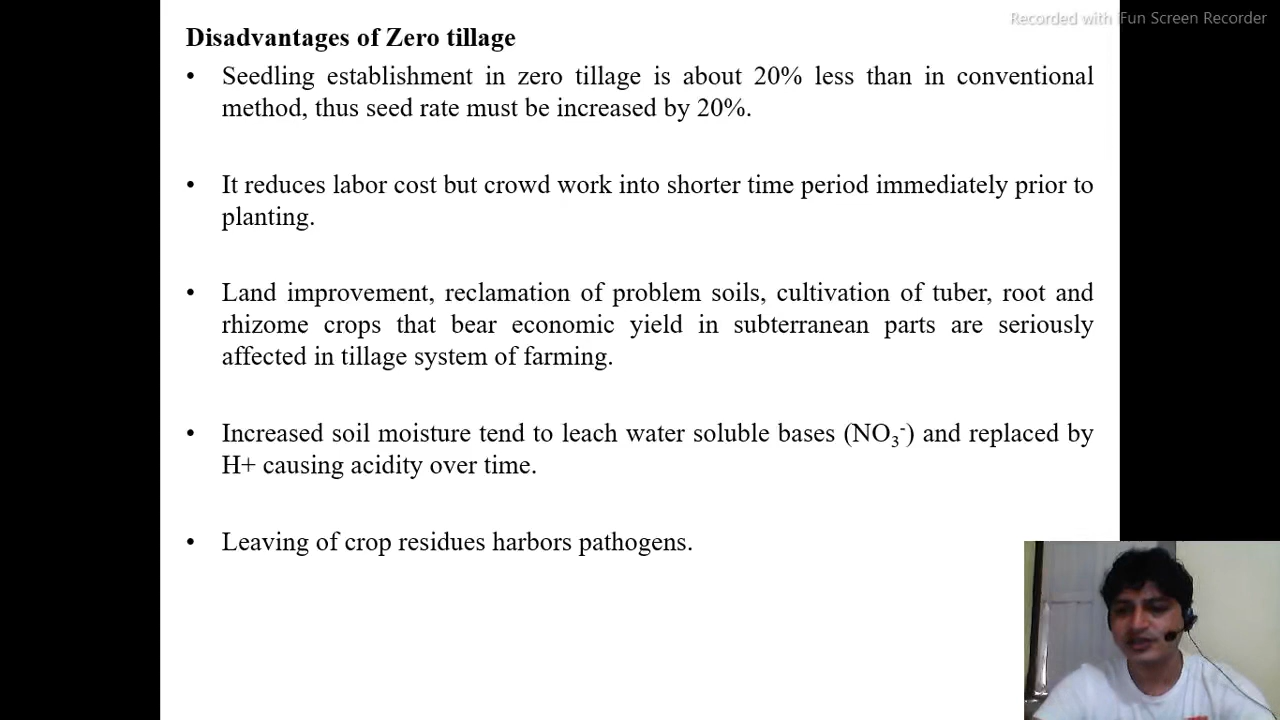 Recorded with iFun Screen Recorder
Disadvantages of Zero tillage
• Seedling establishment in zero tillage is about 20% less than in conventional
method, thus seed rate must be increased by 20%.
• It reduces labor cost but crowd work into shorter time period immediately prior to
planting.
• Land improvement, reclamation of problem soils, cultivation of tuber, root and
rhizome crops that bear economic yield in subterranean parts are seriously
affected in tillage system of farming.
• Increased soil moisture tend to leach water soluble bases (NO₃⁻) and replaced by
H+ causing acidity over time.
• Leaving of crop residues harbors pathogens.